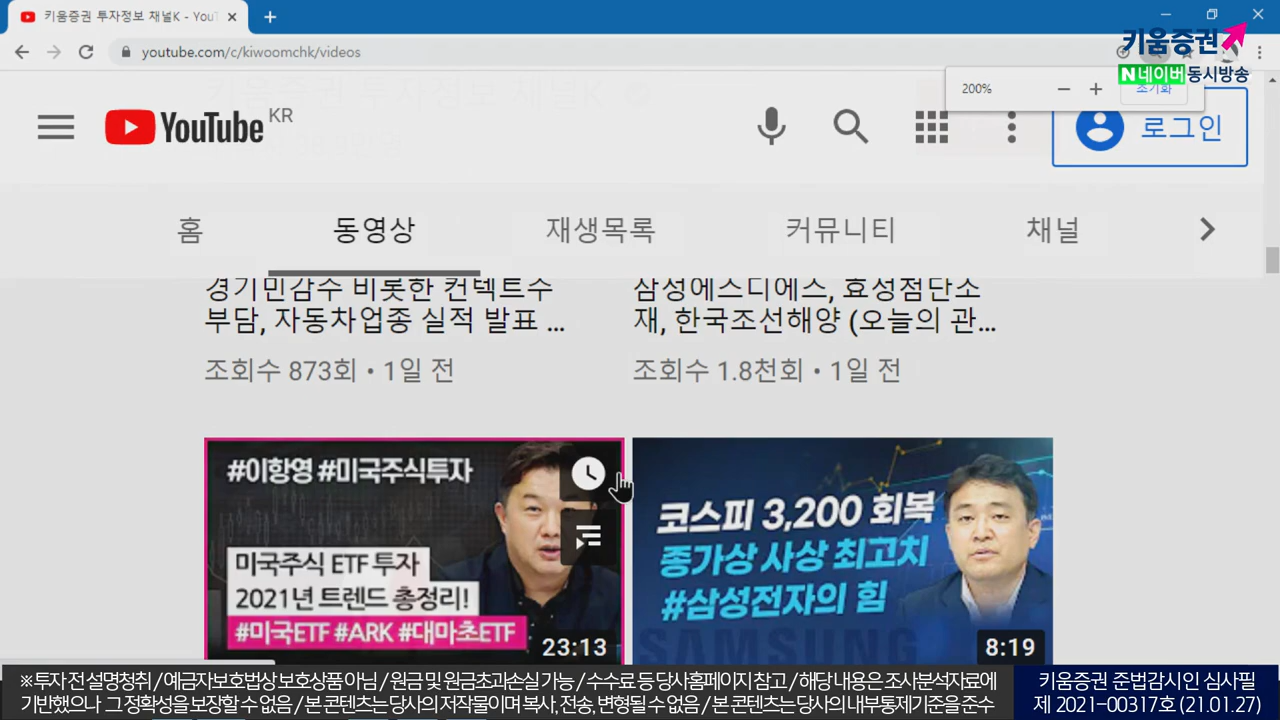 키움증권 투자정보 채널K - YouT
키움증권
youtube.com/c/kiwoomchk/videos
N 네이버 동시방송
200%
초기화
YouTube KR
로그인
홈
동영상
재생목록
커뮤니티
채널
경기민감주 비롯한 컨택트주
부담, 자동차업종 실적 발표 ...
조회수 873회 • 1일 전
삼성에스디에스, 효성첨단소
재, 한국조선해양 (오늘의 관...
조회수 1.8천회 • 1일 전
#이항영 #미국주식투자
미국주식 ETF 투자
2021년 트렌드 총정리!
#미국ETF #ARK #대마초ETF
23:13
코스피 3,200 회복
종가상 사상 최고치
#삼성전자의 힘
SAMSUNG
8:19
※ 투자 전 설명청취 / 예금자보호법상 보호상품 아님 / 원금 및 원금초과손실 가능 / 수수료 등 당사홈페이지 참고 / 해당 내용은 조사분석자료에
기반했으나 그 정확성을 보장할 수 없음 / 본 콘텐츠는 당사의 저작물이며 복사, 전송, 변형될 수 없음 / 본 콘텐츠는 당사의 내부통제기준을 준수
키움증권 준법감시인 심사필
제 2021-00317호 (21.01.27)